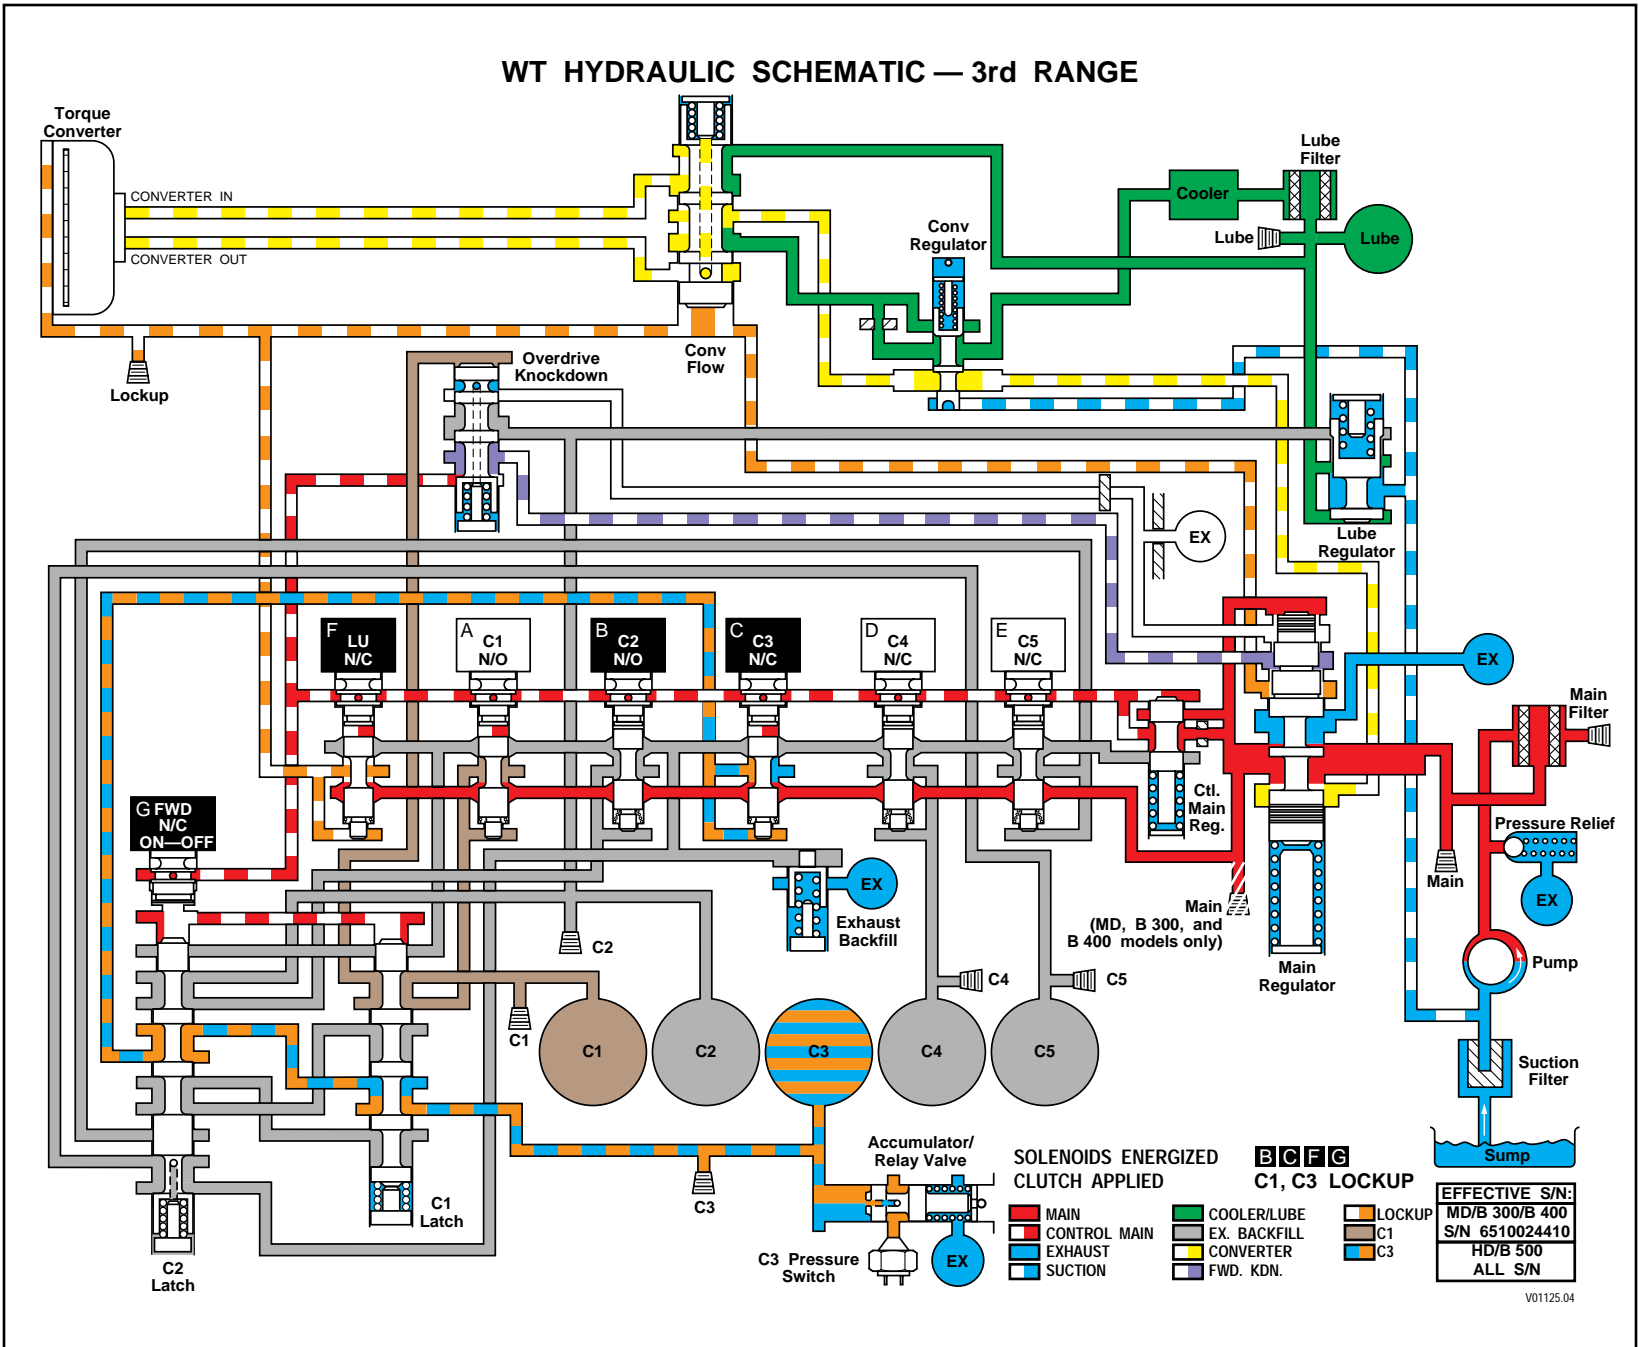 WT HYDRAULIC SCHEMATIC — 3rd RANGE
Torque
Converter
CONVERTER IN
CONVERTER OUT
Lockup
Overdrive
Knockdown
Conv
Flow
Conv
Regulator
Cooler
Lube
Filter
Lube
Lube
Lube
Regulator
EX
EX
F
LU
N/C
A
C1
N/O
B
C2
N/O
C
C3
N/C
D
C4
N/C
E
C5
N/C
G FWD
N/C
ON—OFF
Ctl.
Main
Reg.
Main
Filter
Pressure Relief
EX
Main
Main
(MD, B 300, and
B 400 models only)
Main
Regulator
Pump
Suction
Filter
Sump
EX
Exhaust
Backfill
C2
C4
C5
C1
C1
C2
C3
C4
C5
C3
C1
Latch
C2
Latch
Accumulator/
Relay Valve
C3 Pressure
Switch
EX
SOLENOIDS ENERGIZED
B C F G
CLUTCH APPLIED
C1, C3 LOCKUP
MAIN
CONTROL MAIN
EXHAUST
SUCTION
COOLER/LUBE
EX. BACKFILL
CONVERTER
FWD. KDN.
LOCKUP
C1
C3
EFFECTIVE S/N:
MD/B 300/B 400
S/N 6510024410
HD/B 500
ALL S/N
V01125.04